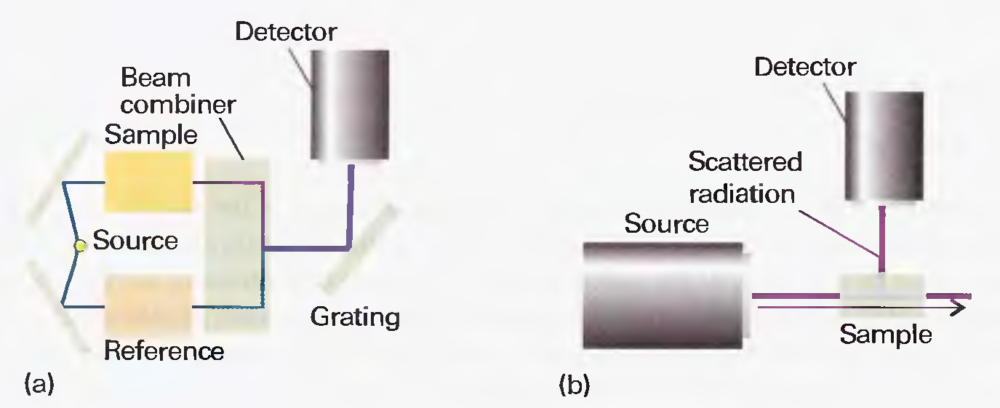 Detector
Beam
combiner
Sample
Source
Reference
Grating
(a)
Detector
Scattered
radiation
Source
Sample
(b)